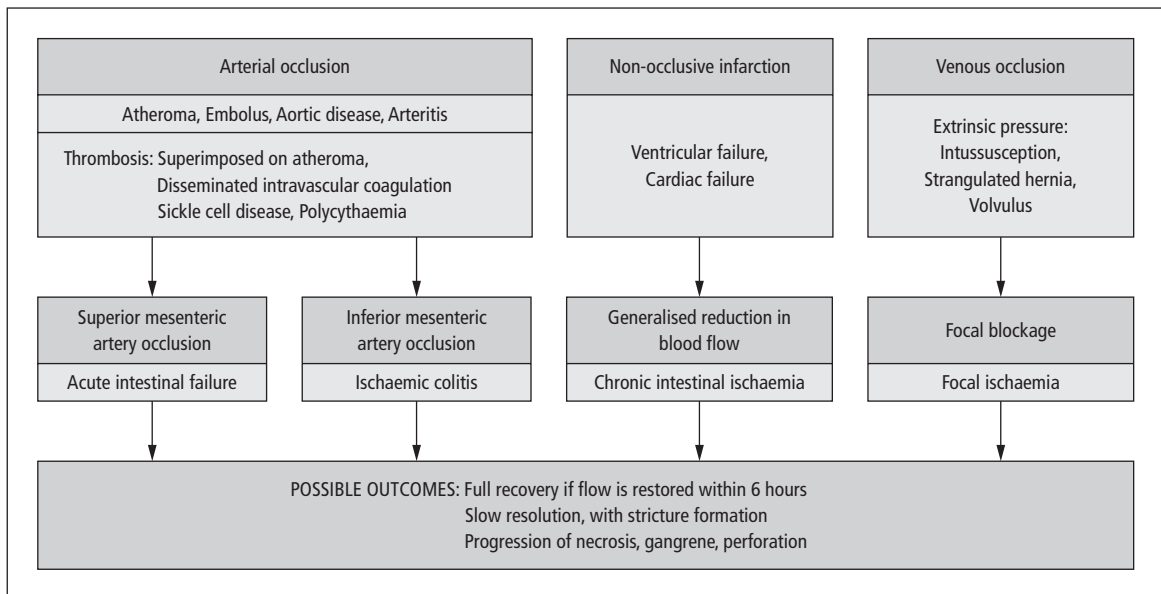 Arterial occlusion
Atheroma, Embolus, Aortic disease, Arteritis
Thrombosis: Superimposed on atheroma,
Disseminated intravascular coagulation
Sickle cell disease, Polycythaemia
Non-occlusive infarction
Ventricular failure,
Cardiac failure
Venous occlusion
Extrinsic pressure:
Intussusception,
Strangulated hernia,
Volvulus
Superior mesenteric
artery occlusion
Acute intestinal failure
Inferior mesenteric
artery occlusion
Ischaemic colitis
Generalised reduction in
blood flow
Chronic intestinal ischaemia
Focal blockage
Focal ischaemia
POSSIBLE OUTCOMES: Full recovery if flow is restored within 6 hours
Slow resolution, with stricture formation
Progression of necrosis, gangrene, perforation